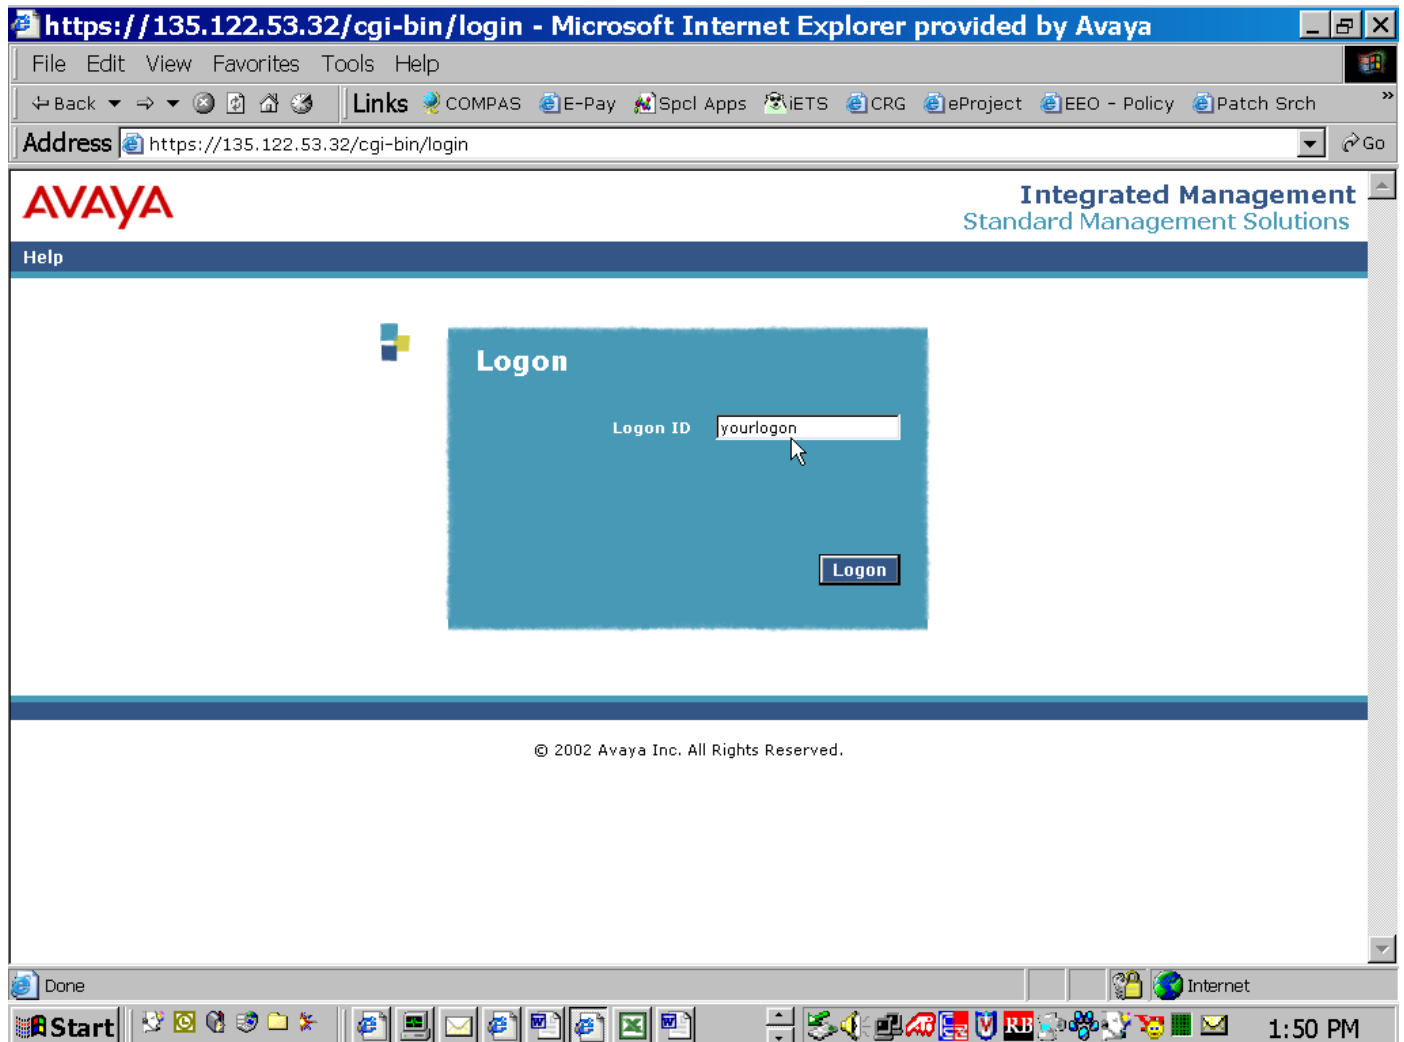 https://135.122.53.32/cgi-bin/login - Microsoft Internet Explorer provided by Avaya
File Edit View Favorites Tools Help
Back Links COMPAS E-Pay Spcl Apps iETS CRG eProject EEO - Policy Patch Srch »
Address https://135.122.53.32/cgi-bin/login Go
AVAYA
Integrated Management
Standard Management Solutions
Help
Logon
Logon ID yourlogon
Logon
© 2002 Avaya Inc. All Rights Reserved.
Done Internet
Start RB 1:50 PM